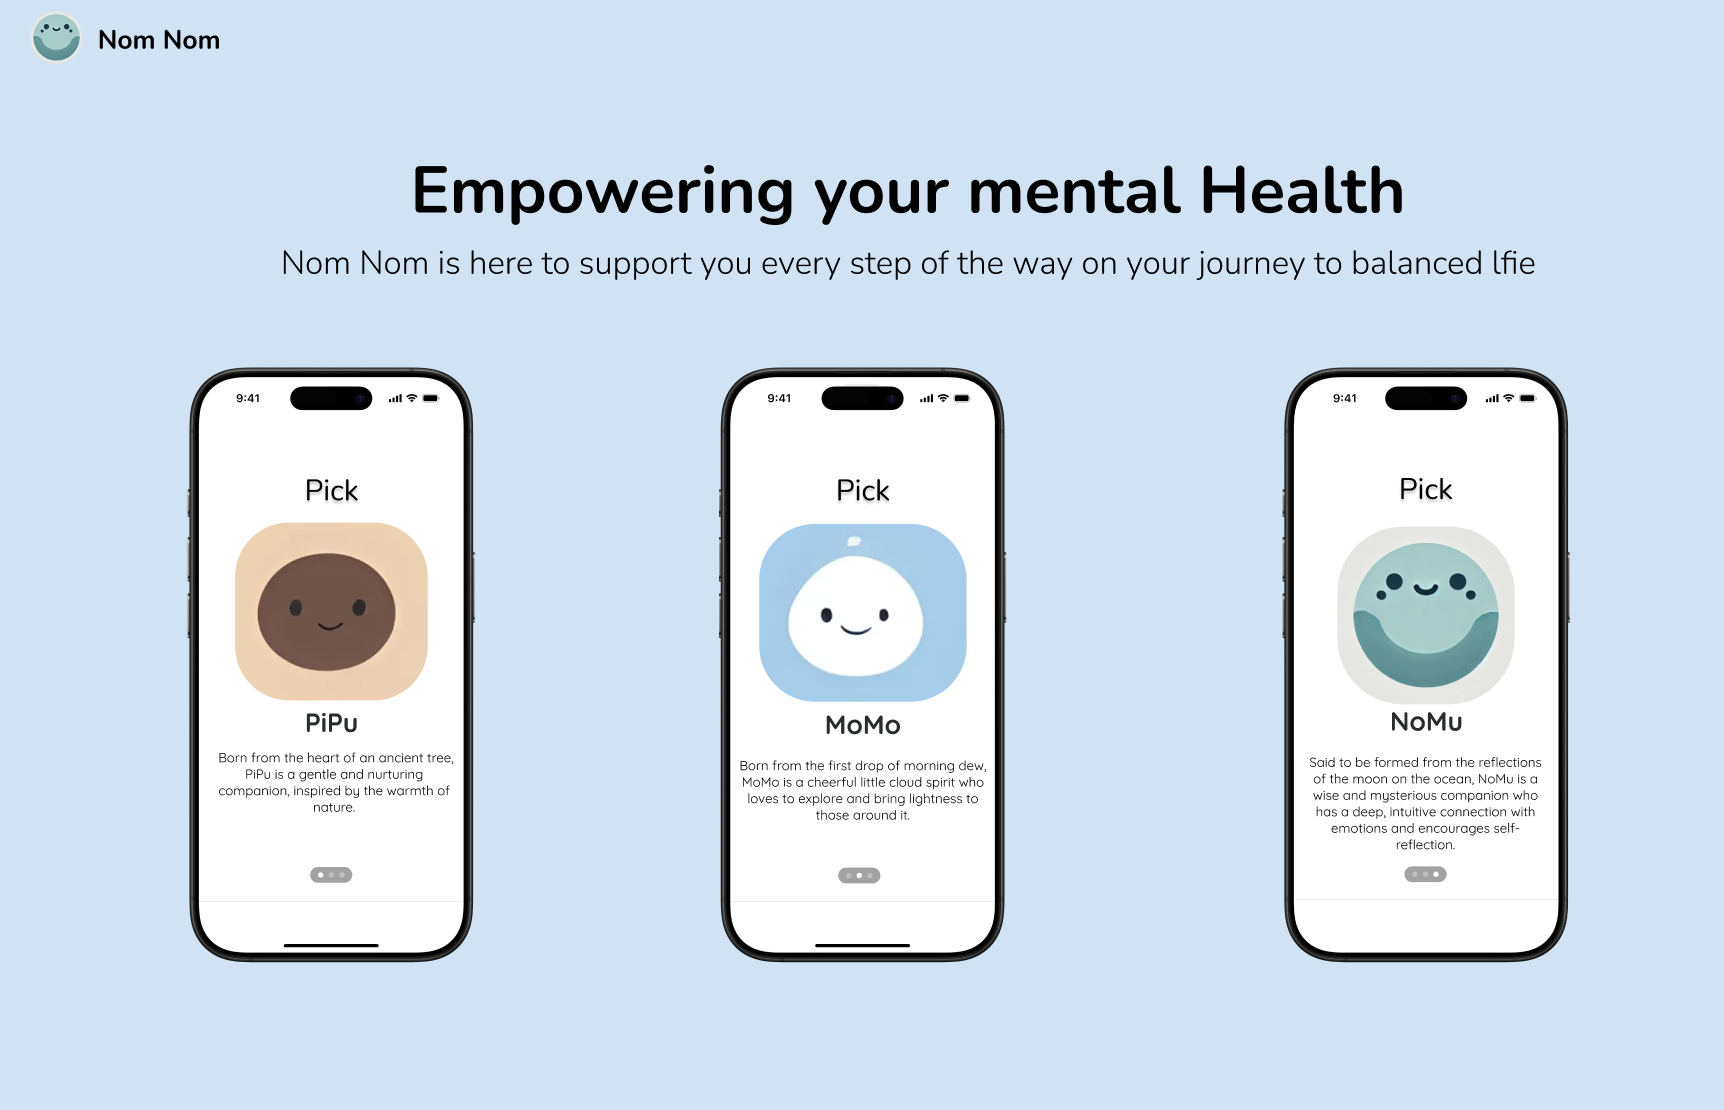 Nom Nom
Empowering your mental Health
Nom Nom is here to support you every step of the way on your journey to balanced lfie
9:41
Pick
PiPu
Born from the heart of an ancient tree,
PiPu is a gentle and nurturing
companion, inspired by the warmth of
nature.
9:41
Pick
MoMo
Born from the first drop of morning dew,
MoMo is a cheerful little cloud spirit who
loves to explore and bring lightness to
those around it.
9:41
Pick
NoMu
Said to be formed from the reflections
of the moon on the ocean, NoMu is a
wise and mysterious companion who
has a deep, intuitive connection with
emotions and encourages self-
reflection.